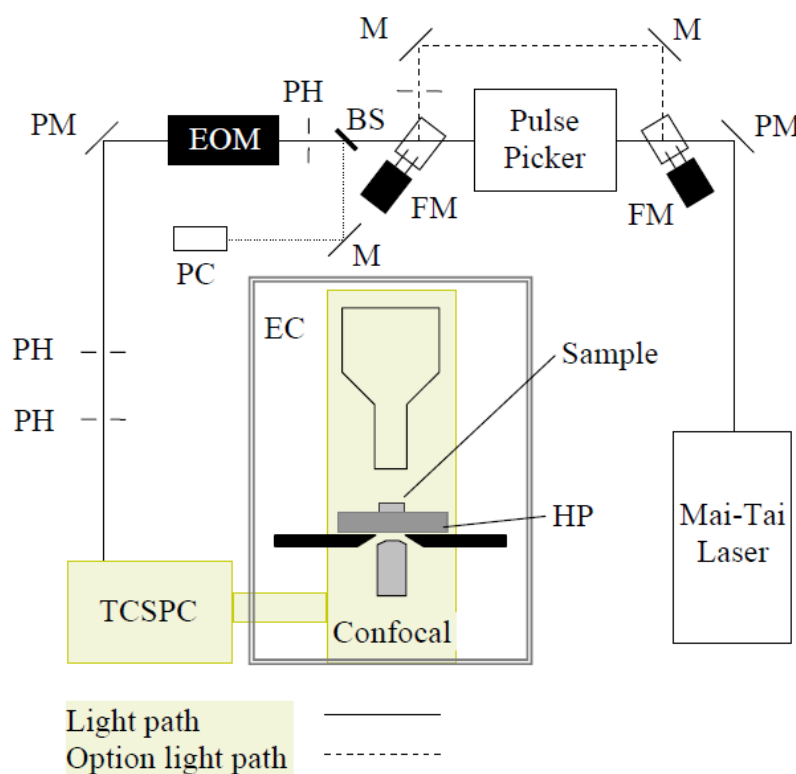 M
M
PH
BS
PM
EOM
Pulse
Picker
PM
FM
FM
M
PC
EC
Sample
PH
PH
HP
Mai-Tai
Laser
TCSPC
Confocal
Light path
Option light path